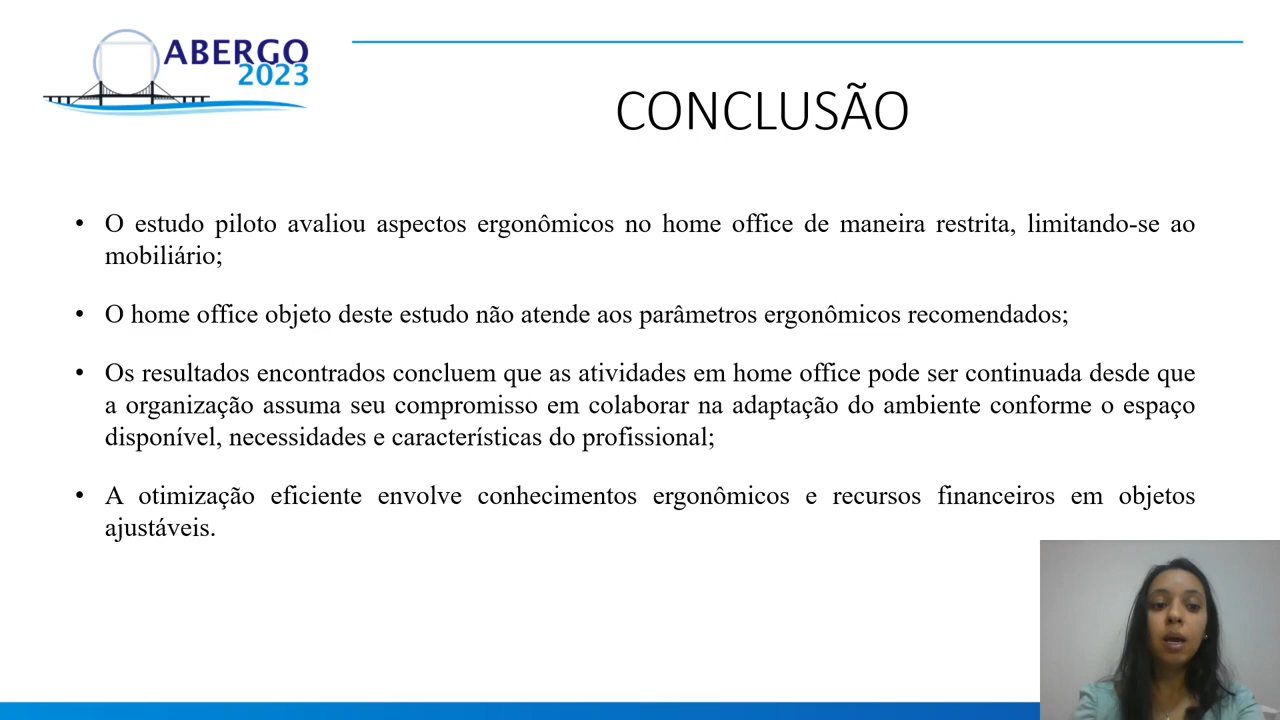 ABERGO
2023
CONCLUSÃO
• O estudo piloto avaliou aspectos ergonômicos no home office de maneira restrita, limitando-se ao
mobiliário;
• O home office objeto deste estudo não atende aos parâmetros ergonômicos recomendados;
• Os resultados encontrados concluem que as atividades em home office pode ser continuada desde que
a organização assuma seu compromisso em colaborar na adaptação do ambiente conforme o espaço
disponível, necessidades e características do profissional;
• A otimização eficiente envolve conhecimentos ergonômicos e recursos financeiros em objetos
ajustáveis.